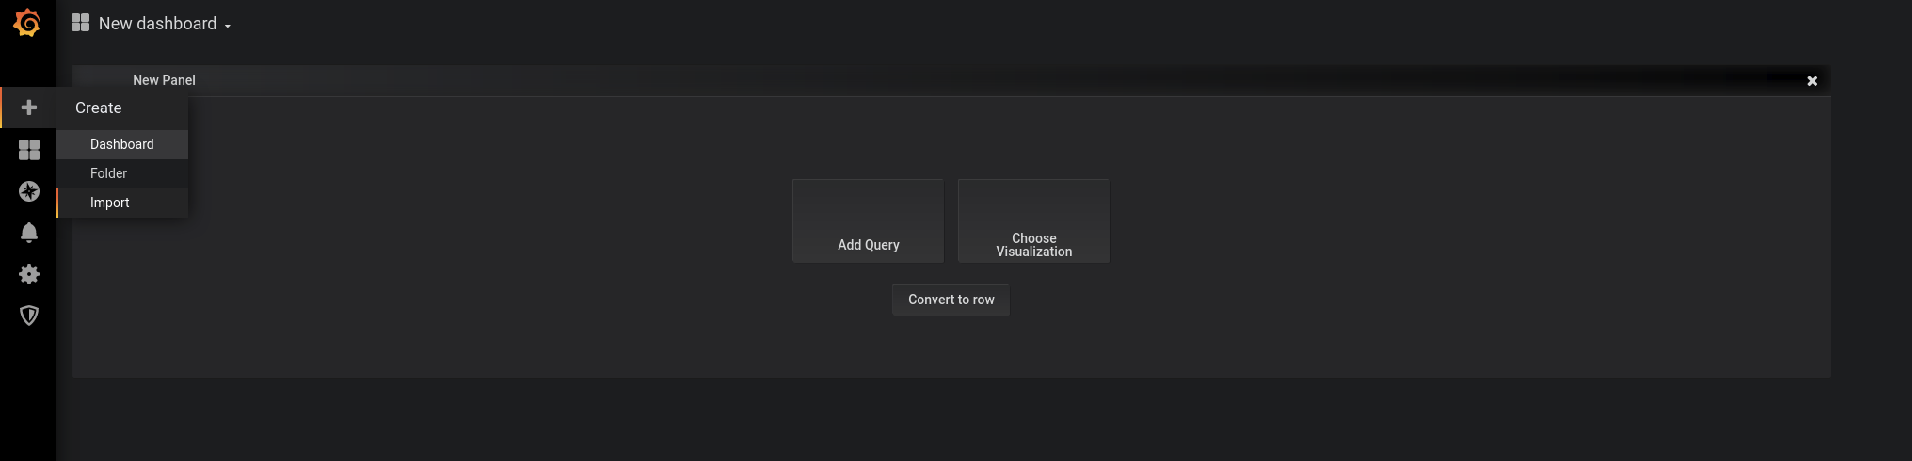 New dashboard
New Panel
Create
Dashboard
Folder
Import
Add Query
Choose
Visualization
Convert to row